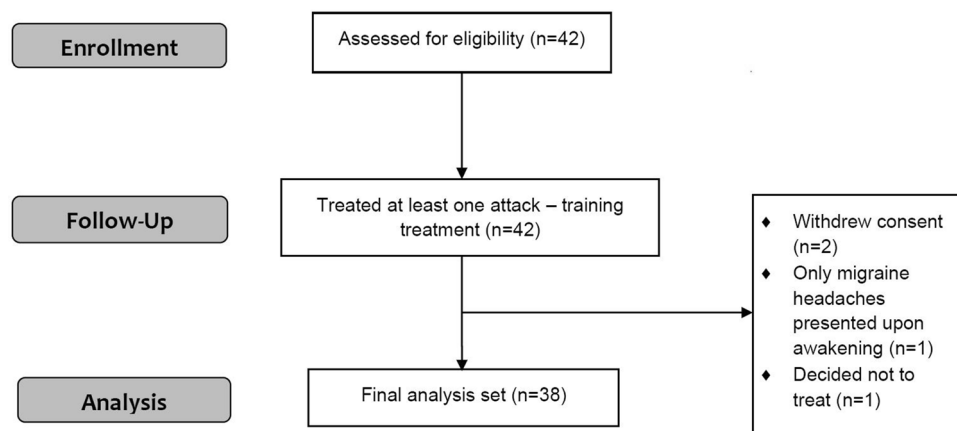 Enrollment
Assessed for eligibility (n=42)
Follow-Up
Treated at least one attack – training
treatment (n=42)
♦ Withdrew consent
(n=2)
♦ Only migraine
headaches
presented upon
awakening (n=1)
♦ Decided not to
treat (n=1)
Analysis
Final analysis set (n=38)